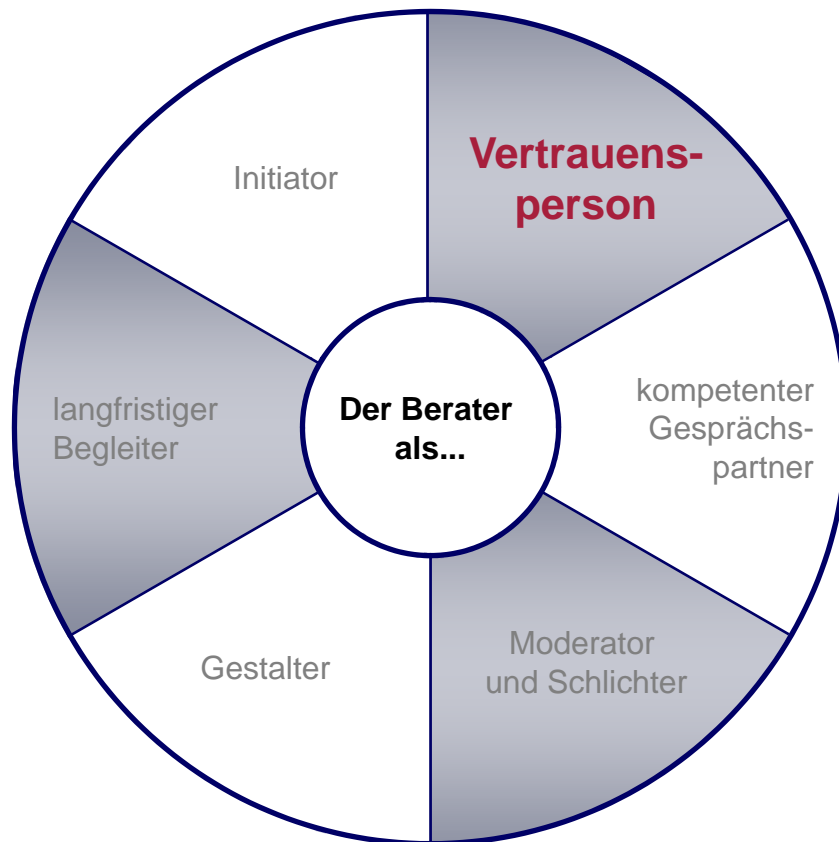 Der Berater
als...
Vertrauens-
person
kompetenter
Gesprächs-
partner
Moderator
und Schlichter
Gestalter
langfristiger
Begleiter
Initiator